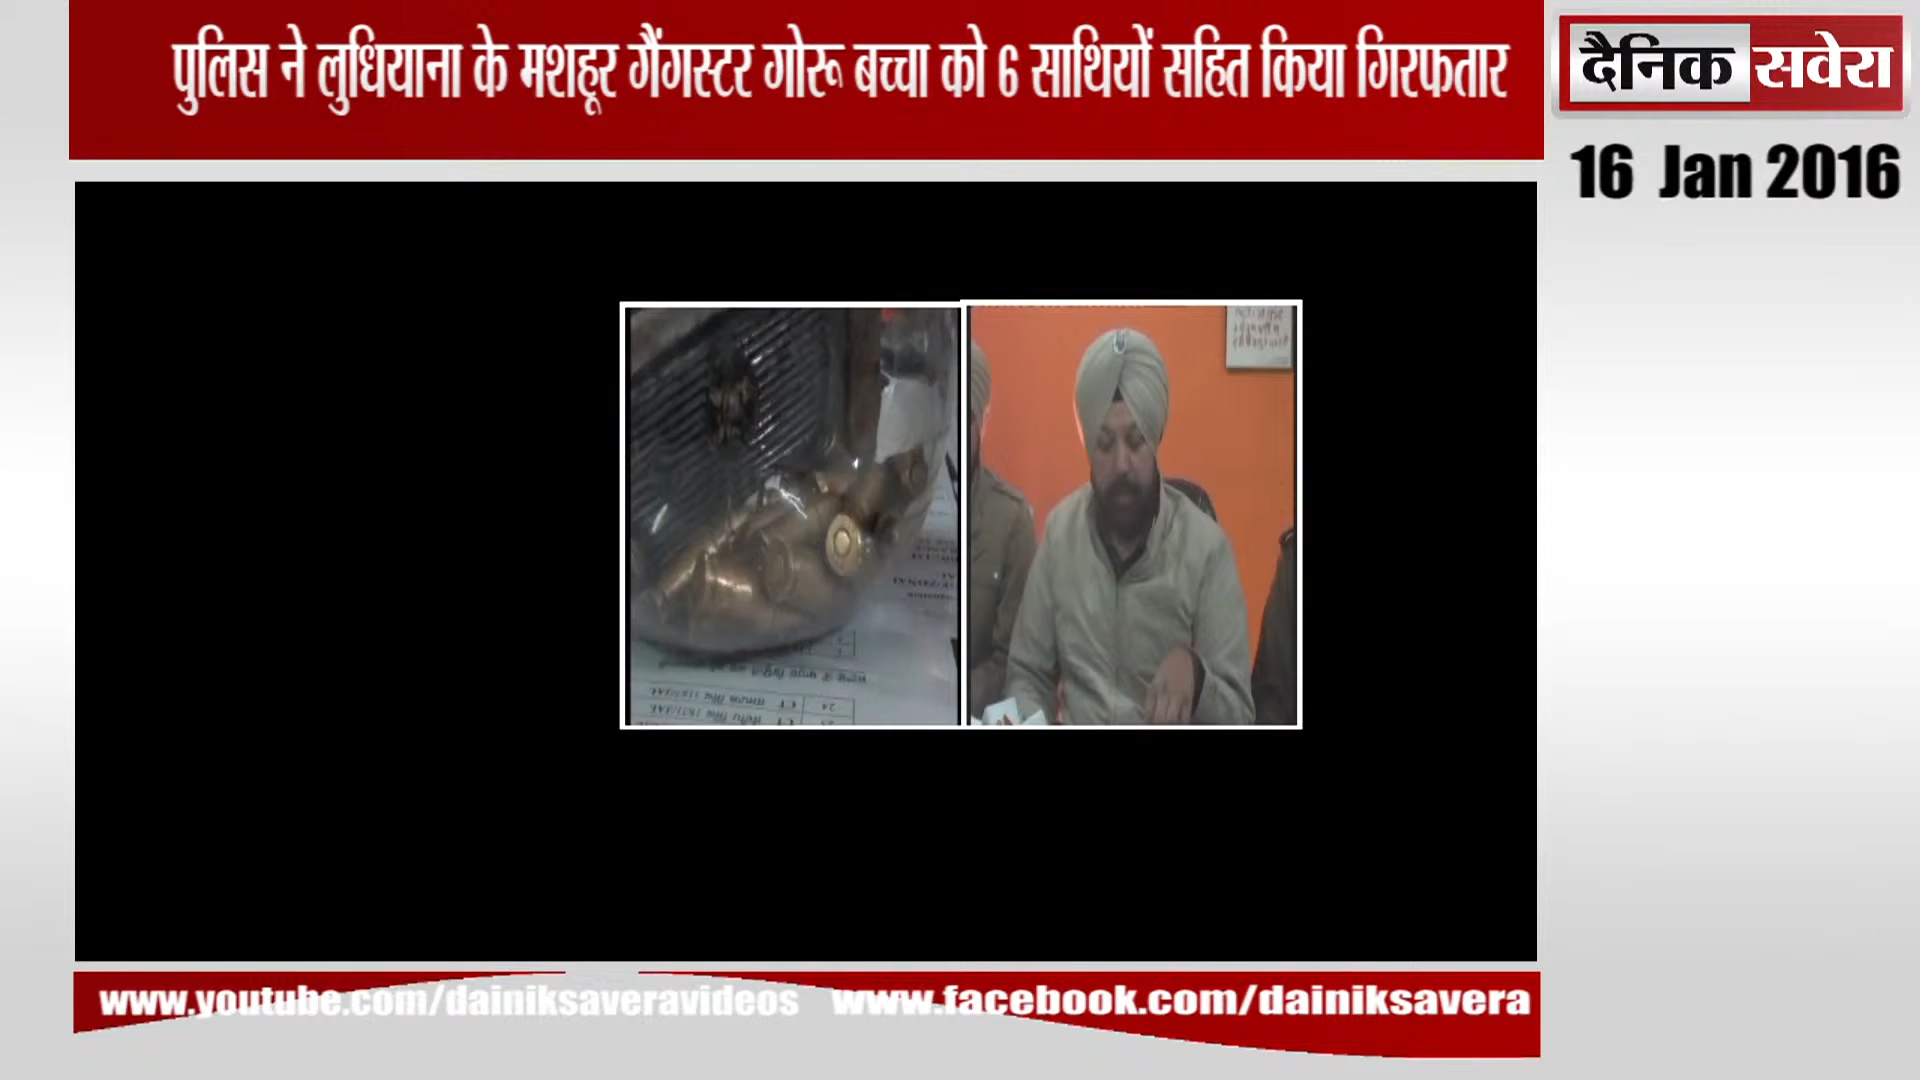 पुलिस ने लुधियाना के मशहूर गैंगस्टर गोरू बच्चा को 6 साथियों सहित किया गिरफतार
दैनिक सवेरा
16 Jan 2016
www.youtube.com/dainiksaveravideos www.facebook.com/dainiksavera